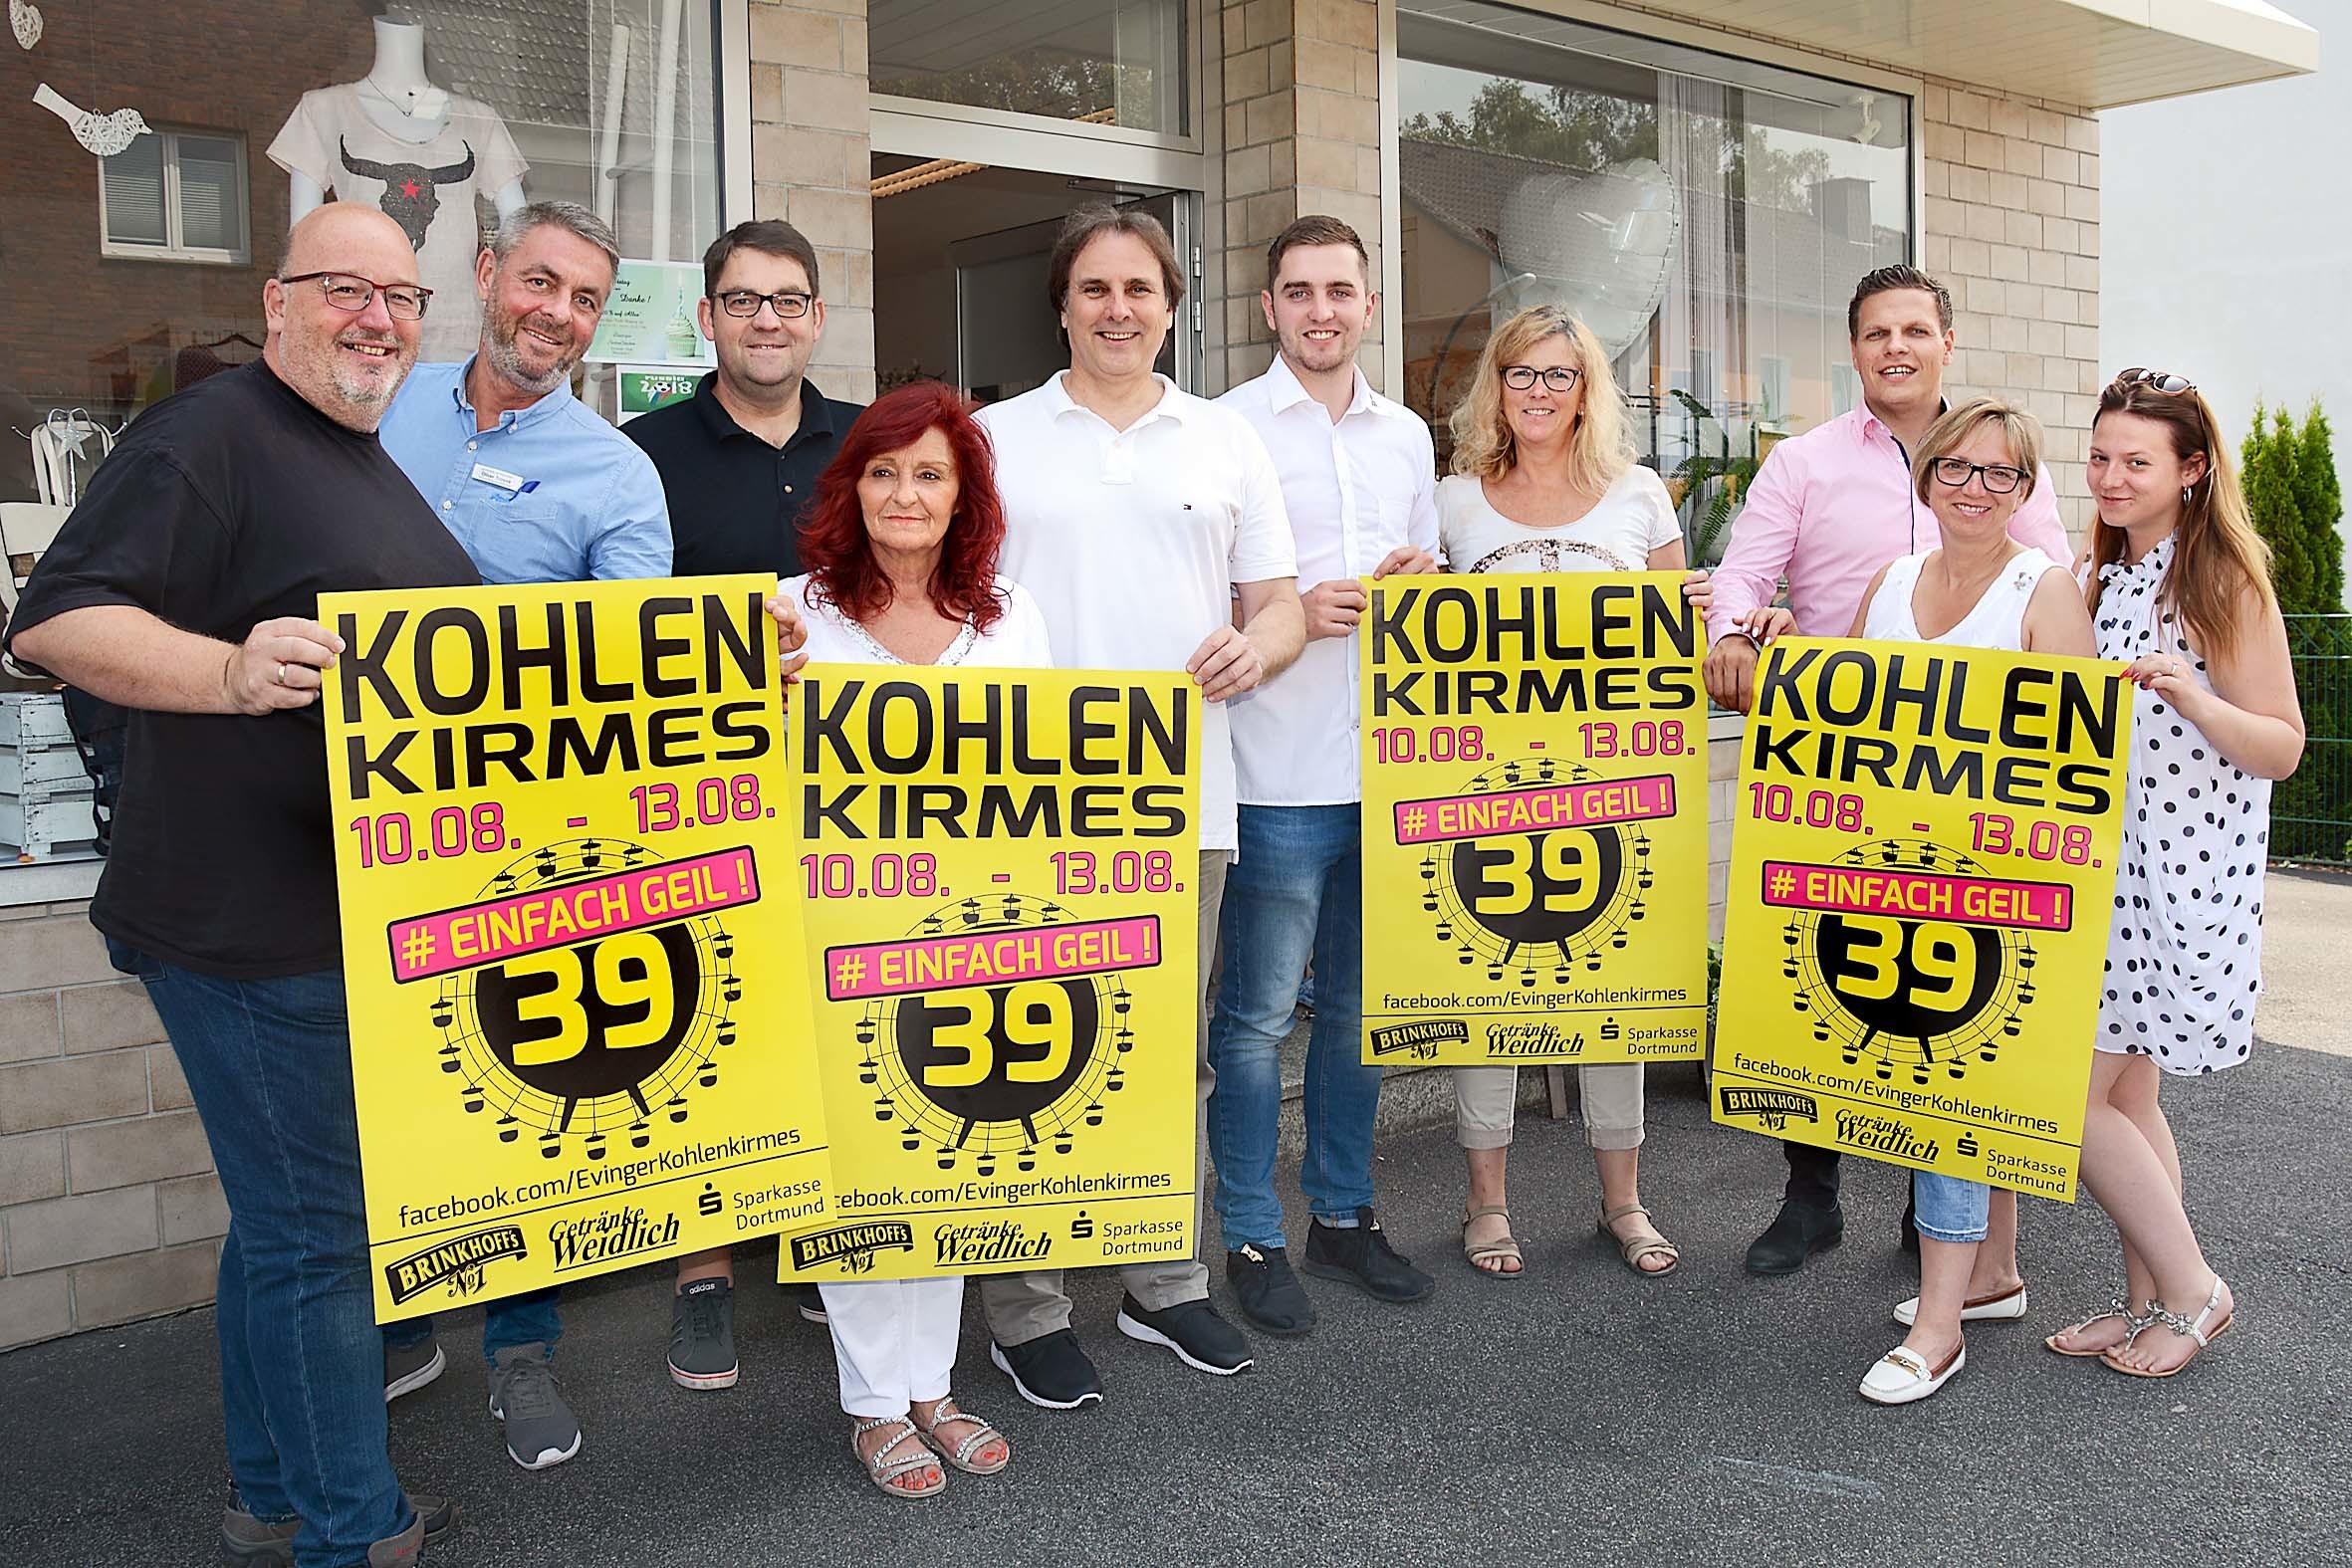 Danke !
RUSSIA
2018
KOHLEN
KIRMES
10.08. - 13.08.
# EINFACH GEIL !
39
facebook.com/EvingerKohlenkirmes
BRINKHOFF's
No1
Getränke
Weidlich
Sparkasse
Dortmund
adidas
KOHLEN
KIRMES
10.08. - 13.08.
# EINFACH GEIL !
39
cebook.com/EvingerKohlenkirmes
BRINKHOFF's
No1
Getränke
Weidlich
Sparkasse
Dortmund
KOHLEN
KIRMES
10.08. - 13.08.
# EINFACH GEIL !
39
facebook.com/EvingerKohlenkirmes
BRINKHOFF's
No1
Getränke
Weidlich
Sparkasse
Dortmund
KOHLEN
KIRMES
10.08. - 13.08.
# EINFACH GEIL !
39
facebook.com/EvingerKohlenkirmes
BRINKHOFF's
No1
Getränke
Weidlich
Sparkasse
Dortmund